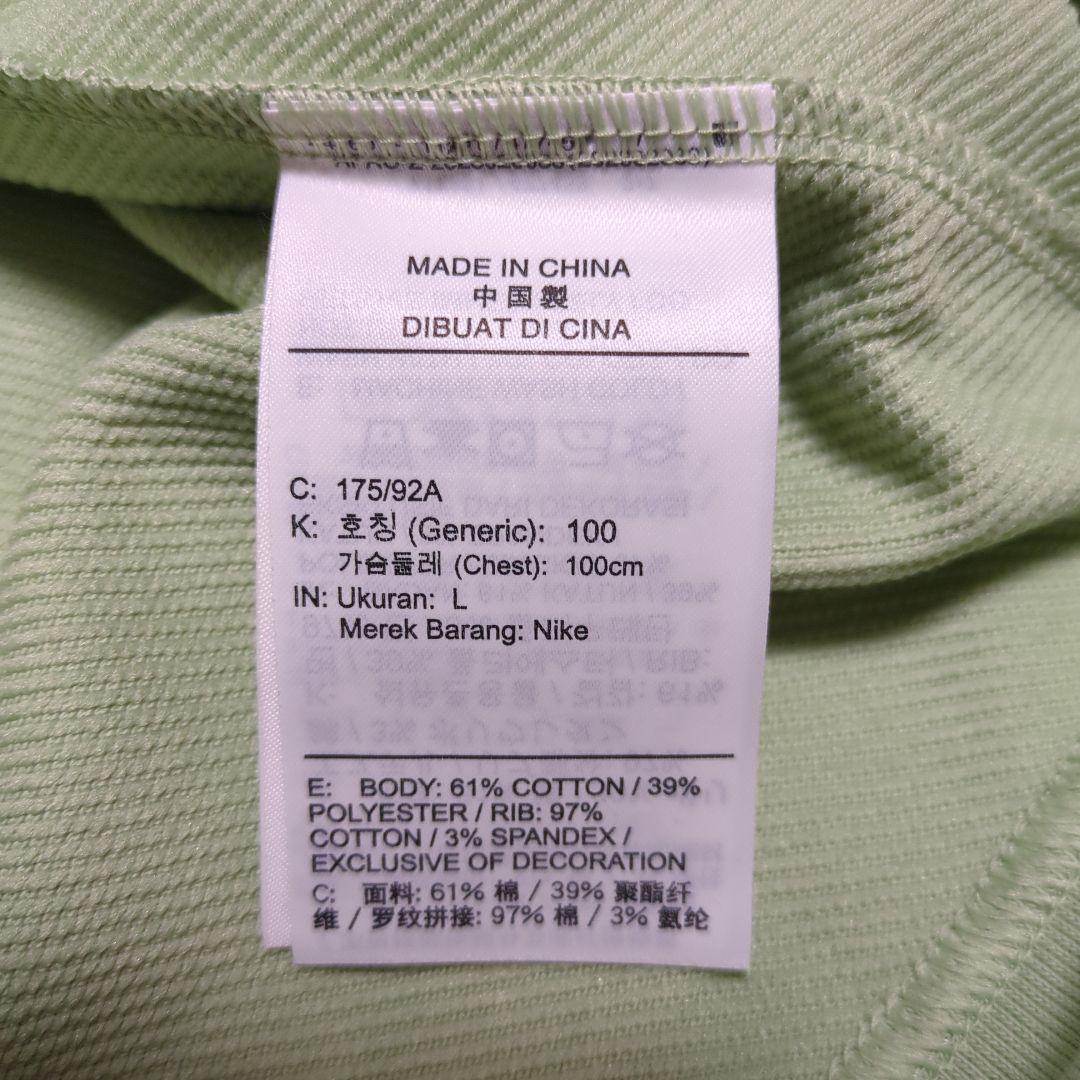 MADE IN CHINA
中国製
DIBUAT DI CINA
C: 175/92A
K: 호칭 (Generic): 100
가슴둘레 (Chest): 100cm
IN: Ukuran: L
Merek Barang: Nike
E: BODY: 61% COTTON / 39%
POLYESTER / RIB: 97%
COTTON / 3% SPANDEX /
EXCLUSIVE OF DECORATION
C: 面料: 61% 棉 / 39% 聚酯纤
维 / 罗纹拼接: 97% 棉 / 3% 氨纶